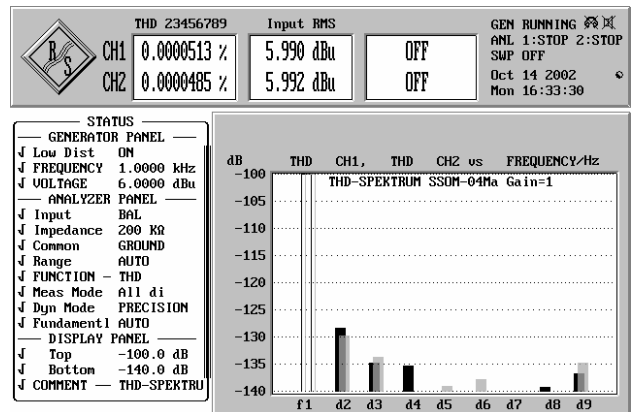 THD 23456789 Input RMS GEN RUNNING
R S CH1 0.0000513 % 5.990 dBu OFF ANL 1:STOP 2:STOP
SWP OFF
CH2 0.0000485 % 5.992 dBu OFF Oct 14 2002
Mon 16:33:30
STATUS
GENERATOR PANEL
Low Dist ON
FREQUENCY 1.0000 kHz
VOLTAGE 6.0000 dBu
ANALYZER PANEL
Input BAL
Impedance 200 KΩ
Common GROUND
Range AUTO
FUNCTION - THD
Meas Mode All di
Dyn Mode PRECISION
Fundamentl AUTO
DISPLAY PANEL
Top -100.0 dB
Bottom -140.0 dB
COMMENT — THD-SPEKTRU
dB THD CH1, THD CH2 vs FREQUENCY/Hz
THD-SPEKTRUM SSOM-04Ma Gain=1
-100
-105
-110
-115
-120
-125
-130
-135
-140
f1 d2 d3 d4 d5 d6 d7 d8 d9